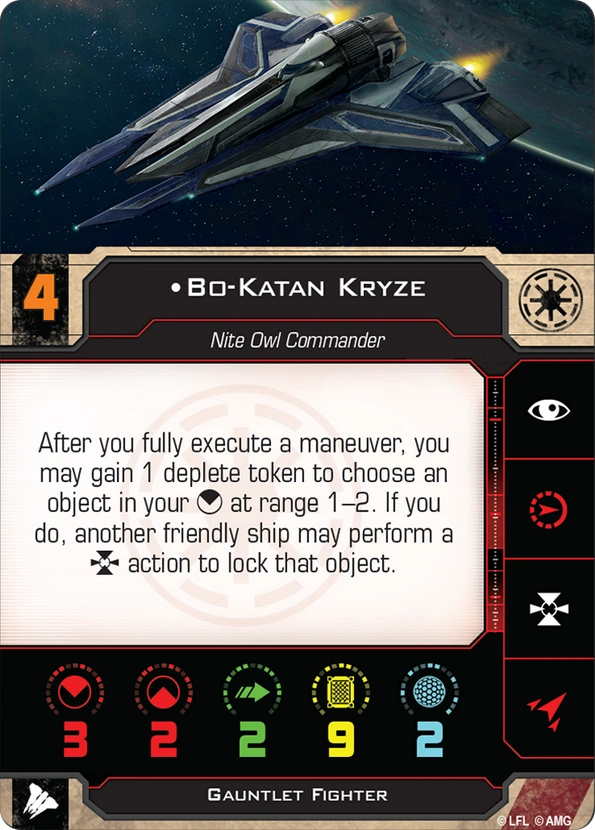 4
•Bo-Katan Kryze
Nite Owl Commander
After you fully execute a maneuver, you
may gain 1 deplete token to choose an
object in your at range 1–2. If you
do, another friendly ship may perform a
action to lock that object.
3 2 2 9 2
Gauntlet Fighter
© LFL © AMG